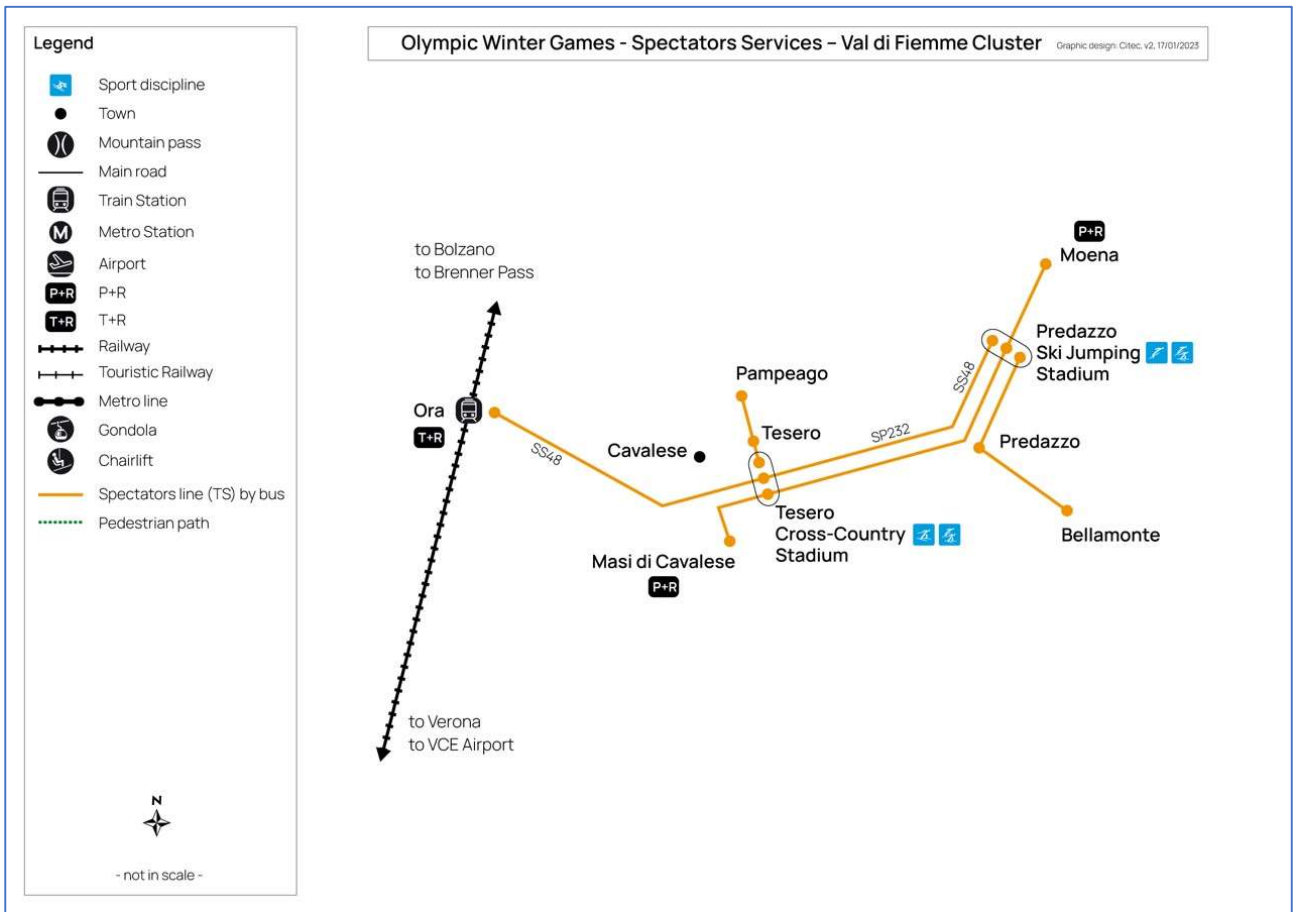 Legend
Sport discipline
Town
Mountain pass
Main road
Train Station
M
Metro Station
Airport
P+R
P+R
T+R
T+R
Railway
Touristic Railway
Metro line
Gondola
Chairlift
Spectators line (TS) by bus
Pedestrian path
N
- not in scale -
Olympic Winter Games - Spectators Services – Val di Fiemme Cluster
Graphic design: Citec, v2, 17/01/2023
to Bolzano
to Brenner Pass
P+R
Moena
Predazzo
Ski Jumping
Stadium
SS48
Pampeago
Ora
T+R
Tesero
SP232
SS48
Cavalese
Predazzo
Tesero
Cross-Country
Stadium
Bellamonte
Masi di Cavalese
P+R
to Verona
to VCE Airport